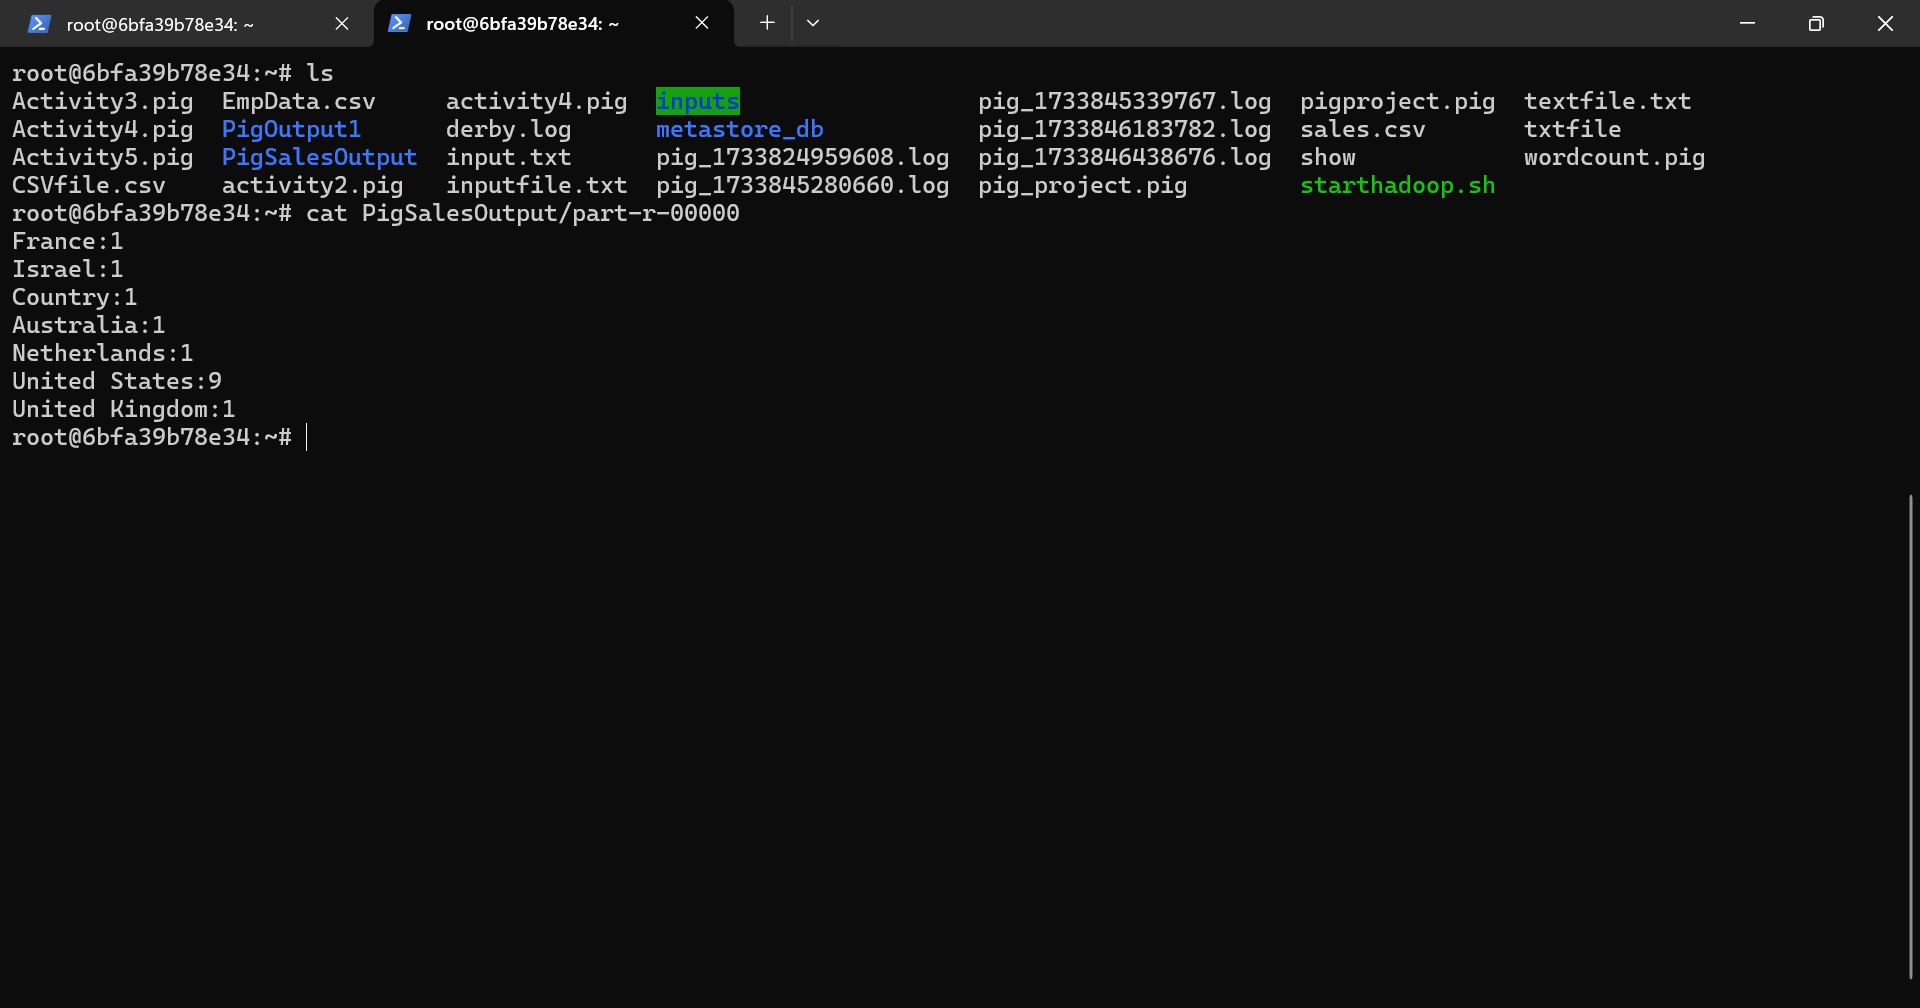 root@6bfa39b78e34: ~ root@6bfa39b78e34: ~
root@6bfa39b78e34:~# ls
Activity3.pig  EmpData.csv     activity4.pig  inputs                 pig_1733845339767.log  pigproject.pig  textfile.txt
Activity4.pig  PigOutput1      derby.log      metastore_db           pig_1733846183782.log  sales.csv       txtfile
Activity5.pig  PigSalesOutput  input.txt      pig_1733824959608.log  pig_1733846438676.log  show            wordcount.pig
CSVfile.csv    activity2.pig   inputfile.txt  pig_1733845280660.log  pig_project.pig        starthadoop.sh
root@6bfa39b78e34:~# cat PigSalesOutput/part-r-00000
France:1
Israel:1
Country:1
Australia:1
Netherlands:1
United States:9
United Kingdom:1
root@6bfa39b78e34:~#